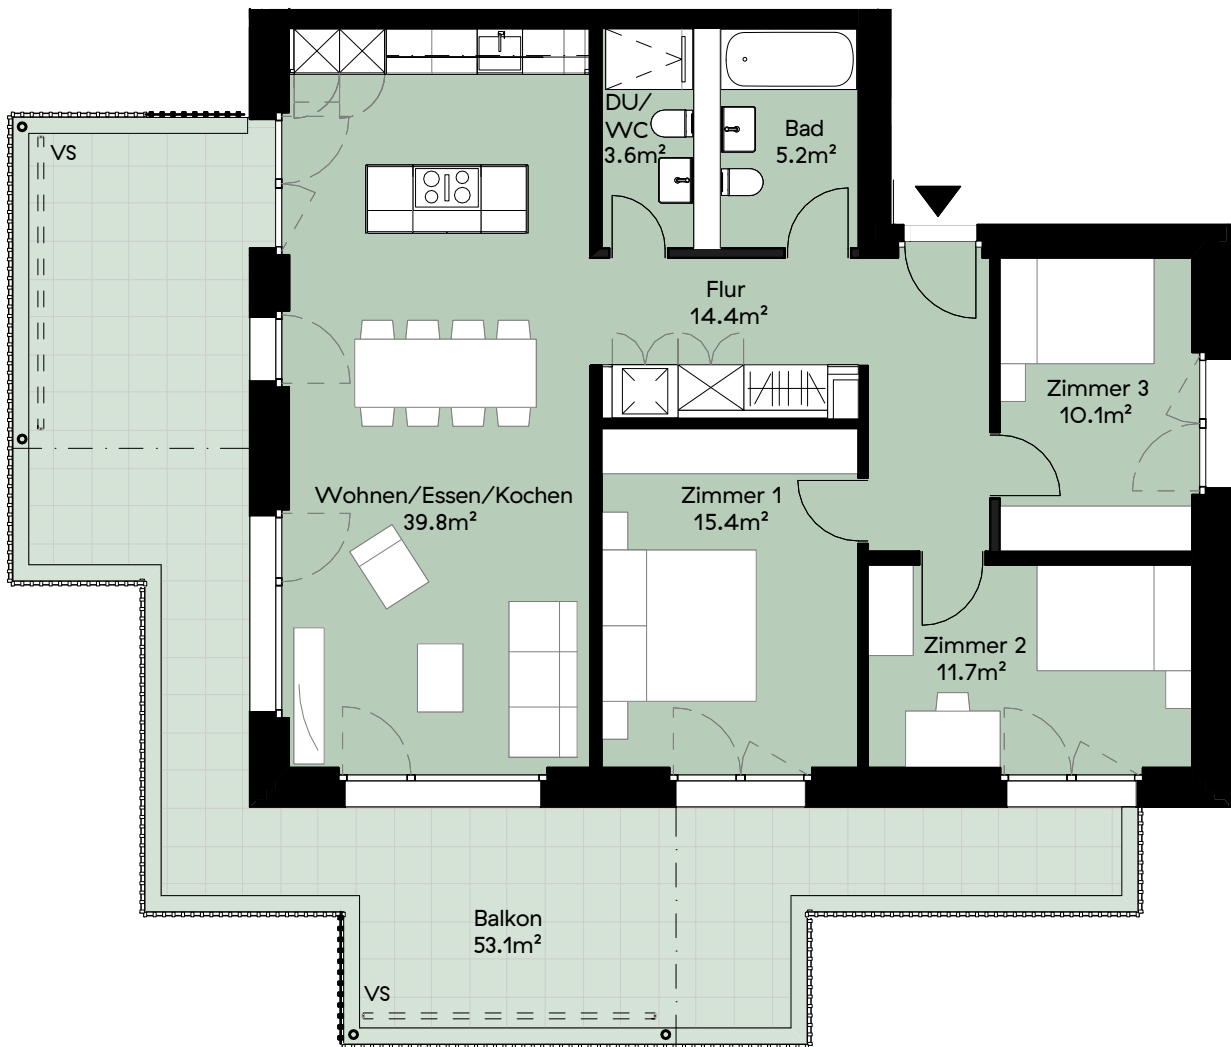 DU/
WC
3.6m²
Bad
5.2m²
VS
Flur
14.4m²
Zimmer 3
10.1m²
Wohnen/Essen/Kochen
39.8m²
Zimmer 1
15.4m²
Zimmer 2
11.7m²
Balkon
53.1m²
VS